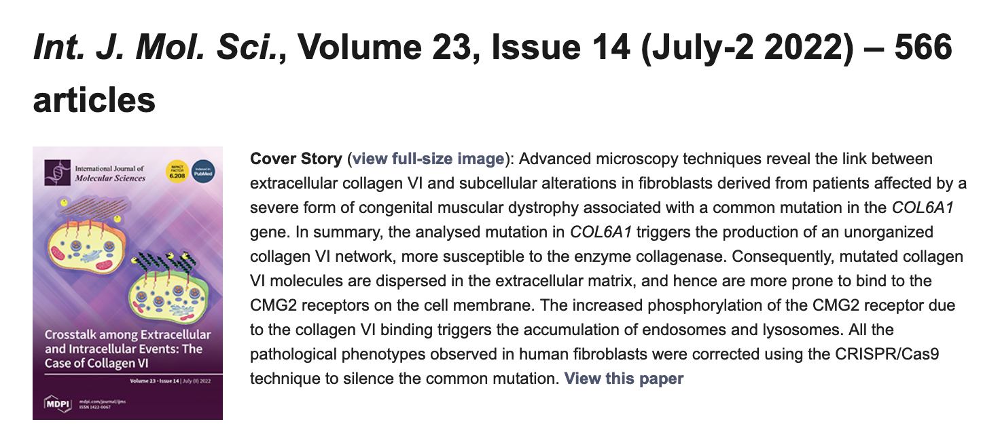 Int. J. Mol. Sci., Volume 23, Issue 14 (July-2 2022) – 566
articles
International Journal of
Molecular Sciences
IMPACT
FACTOR
6.208
Indexed in:
PubMed
Crosstalk among Extracellular
and Intracellular Events: The
Case of Collagen VI
Volume 23 · Issue 14 | July (II) 2022
MDPI
mdpi.com/journal/ijms
ISSN 1422-0067
Cover Story (view full-size image): Advanced microscopy techniques reveal the link between
extracellular collagen VI and subcellular alterations in fibroblasts derived from patients affected by a
severe form of congenital muscular dystrophy associated with a common mutation in the COL6A1
gene. In summary, the analysed mutation in COL6A1 triggers the production of an unorganized
collagen VI network, more susceptible to the enzyme collagenase. Consequently, mutated collagen
VI molecules are dispersed in the extracellular matrix, and hence are more prone to bind to the
CMG2 receptors on the cell membrane. The increased phosphorylation of the CMG2 receptor due
to the collagen VI binding triggers the accumulation of endosomes and lysosomes. All the
pathological phenotypes observed in human fibroblasts were corrected using the CRISPR/Cas9
technique to silence the common mutation. View this paper